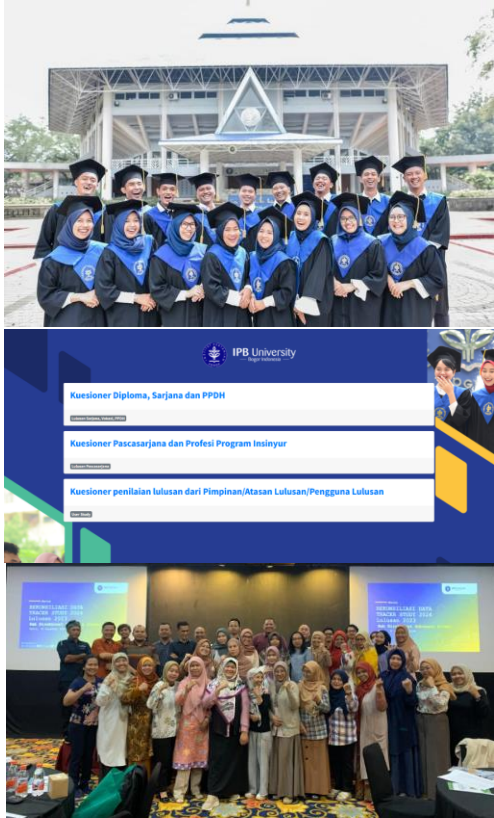 IPB University
Bogor Indonesia
Kuesioner Diploma, Sarjana dan PPDH
Lulusan Sarjana, Vokasi, PPDH
Kuesioner Pascasarjana dan Profesi Program Insinyur
Lulusan Pascasarjana
Kuesioner penilaian lulusan dari Pimpinan/Atasan Lulusan/Pengguna Lulusan
User Study
REKONSILIASI DATA
TRACER STUDY 2024
Lulusan 2023
REKONSILIASI DATA
TRACER STUDY 2024
Lulusan 2023